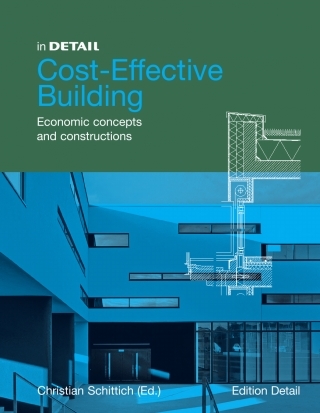 in DETAIL
Cost-Effective
Building
Economic concepts
and constructions
Christian Schittich (Ed.)
Edition Detail